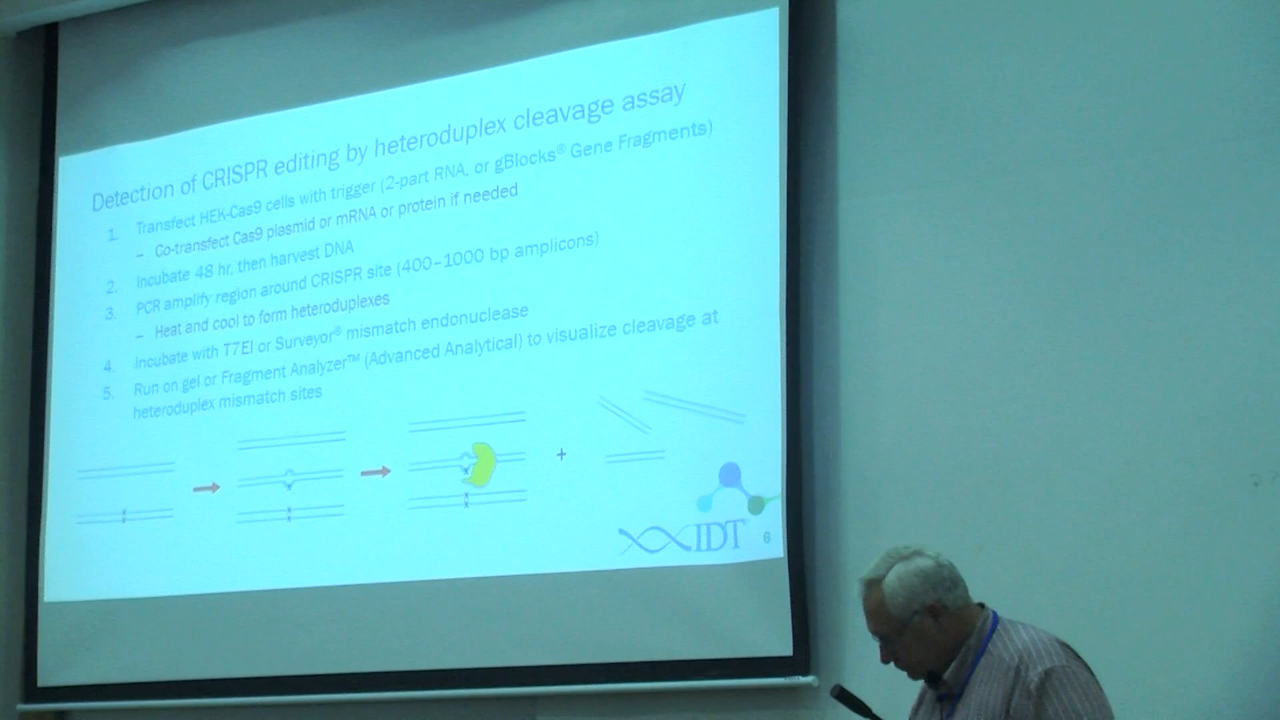 Detection of CRISPR editing by heteroduplex cleavage assay
1. Transfect HEK-Cas9 cells with trigger (2-part RNA, or gBlocks® Gene Fragments)
– Co-transfect Cas9 plasmid or mRNA or protein if needed
2. Incubate 48 hr, then harvest DNA
3. PCR amplify region around CRISPR site (400–1000 bp amplicons)
– Heat and cool to form heteroduplexes
4. Incubate with T7EI or Surveyor® mismatch endonuclease
5. Run on gel or Fragment Analyzer™ (Advanced Analytical) to visualize cleavage at
heteroduplex mismatch sites
+
IDT
6